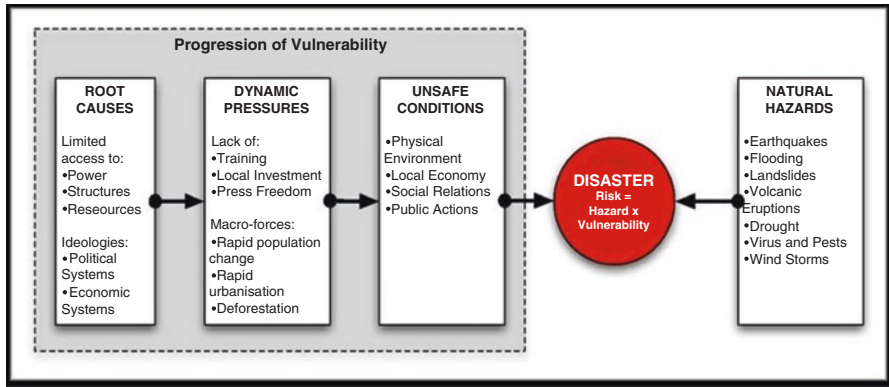 Progression of Vulnerability
ROOT
CAUSES
Limited
access to:
•Power
•Structures
•Reseources
Ideologies:
•Political
Systems
•Economic
Systems
DYNAMIC
PRESSURES
Lack of:
•Training
•Local Investment
•Press Freedom
Macro-forces:
•Rapid population
change
•Rapid
urbanisation
•Deforestation
UNSAFE
CONDITIONS
•Physical
Environment
•Local Economy
•Social Relations
•Public Actions
DISASTER
Risk =
Hazard x
Vulnerability
NATURAL
HAZARDS
•Earthquakes
•Flooding
•Landslides
•Volcanic
Eruptions
•Drought
•Virus and Pests
•Wind Storms